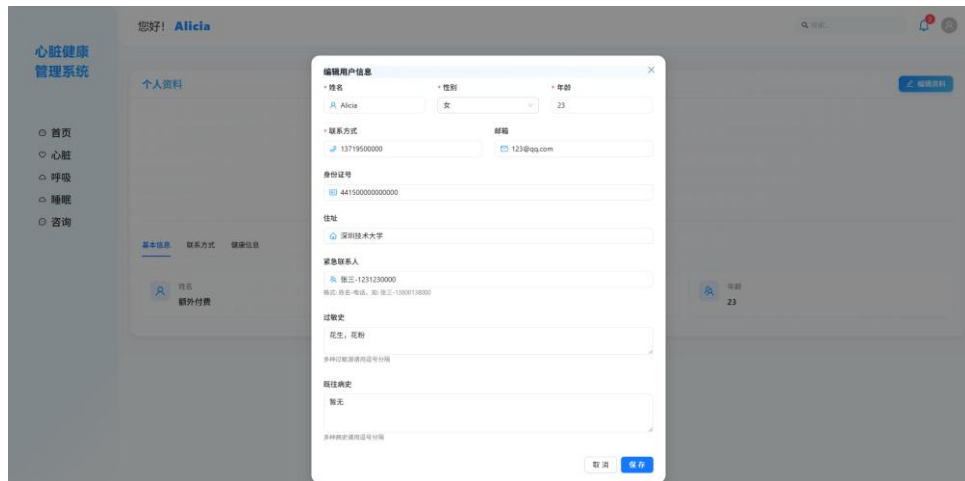 您好! Alicia
搜索...
2
心脏健康
管理系统
首页
心脏
呼吸
睡眠
咨询
个人资料
编辑资料
基本信息 联系方式 健康信息
姓名
额外付费
年龄
23
编辑用户信息
* 姓名 * 性别 * 年龄
Alicia 女 23
* 联系方式 邮箱
13719500000 123@qq.com
身份证号
441500000000000
住址
深圳技术大学
紧急联系人
张三-1231230000
格式: 姓名-电话, 如: 张三-13800138000
过敏史
花生, 花粉
多种过敏源请用逗号分隔
既往病史
暂无
多种病史请用逗号分隔
取 消 保 存